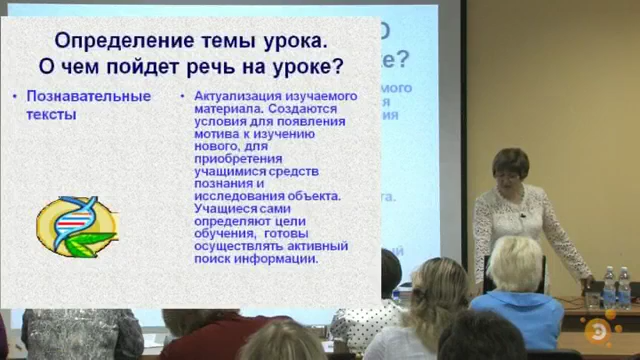 Определение темы урока.
О чем пойдет речь на уроке?
• Познавательные
тексты
• Актуализация изучаемого
материала. Создаются
условия для появления
мотива к изучению
нового, для
приобретения
учащимися средств
познания и
исследования объекта.
Учащиеся сами
определяют цели
обучения, готовы
осуществлять активный
поиск информации.